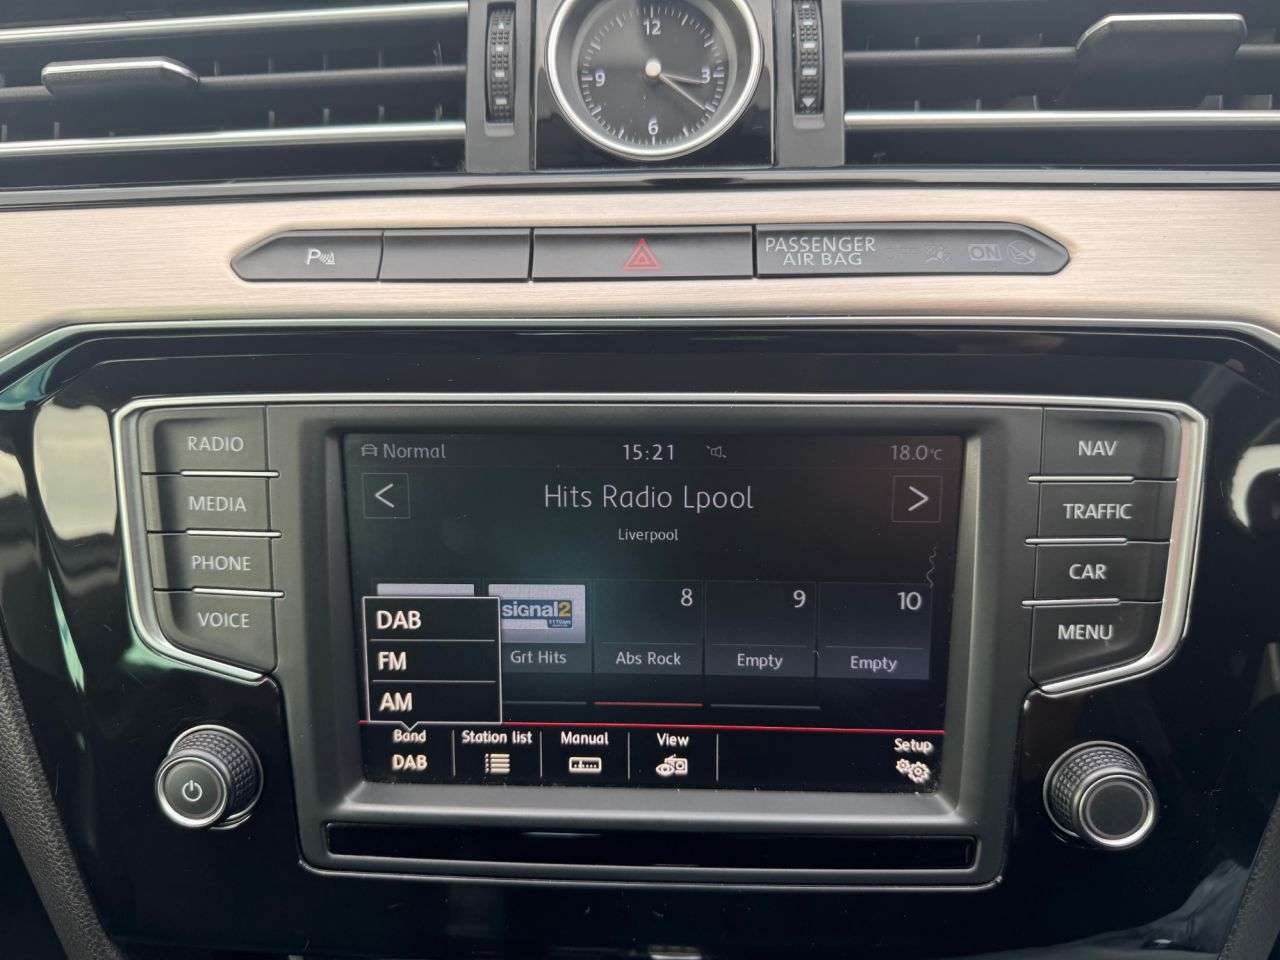 12
9
3
6
P
PASSENGER
AIR BAG
ON
RADIO
MEDIA
PHONE
VOICE
Normal
15:21
18.0°C
<
Hits Radio Lpool
>
Liverpool
signal2
8
9
10
Grt Hits
Abs Rock
Empty
Empty
DAB
FM
AM
Band
DAB
Station list
Manual
View
Setup
NAV
TRAFFIC
CAR
MENU